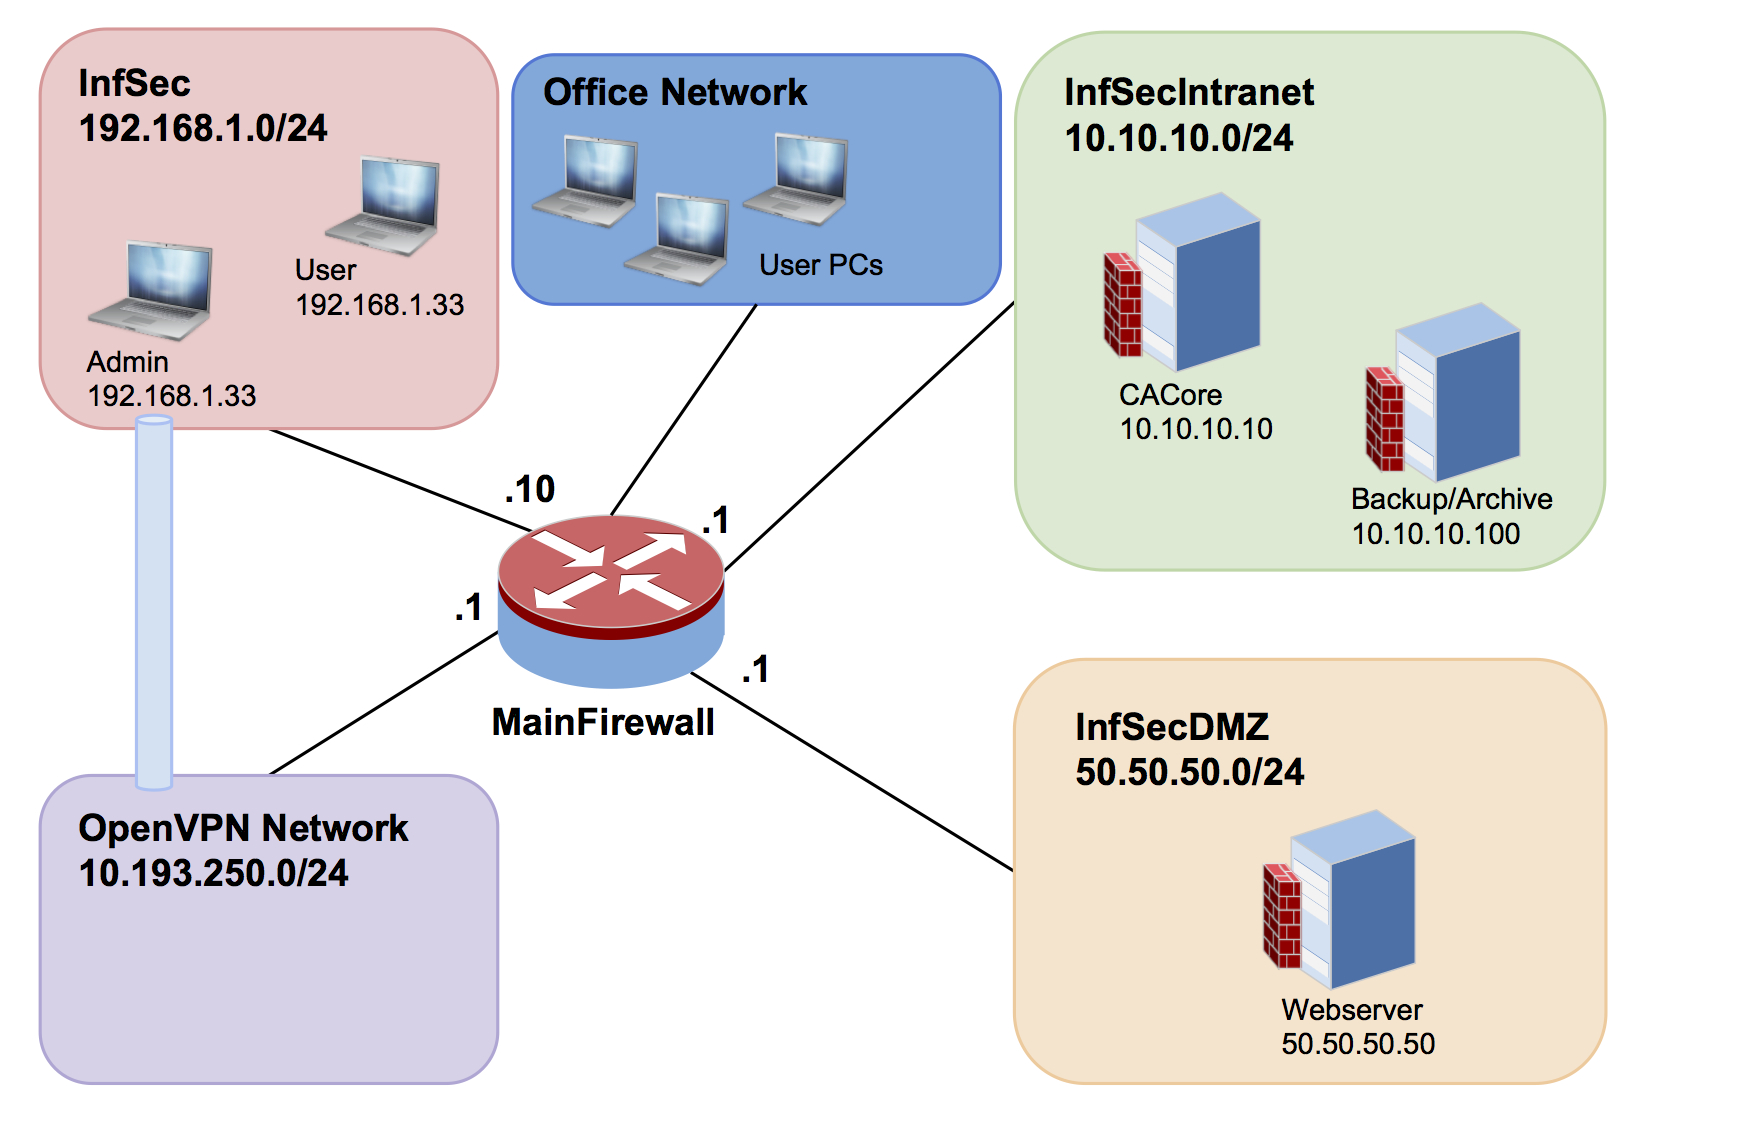 InfSec
192.168.1.0/24
User
192.168.1.33
Admin
192.168.1.33
Office Network
User PCs
InfSecIntranet
10.10.10.0/24
CACore
10.10.10.10
Backup/Archive
10.10.10.100
.10
.1
.1
.1
MainFirewall
OpenVPN Network
10.193.250.0/24
InfSecDMZ
50.50.50.0/24
Webserver
50.50.50.50